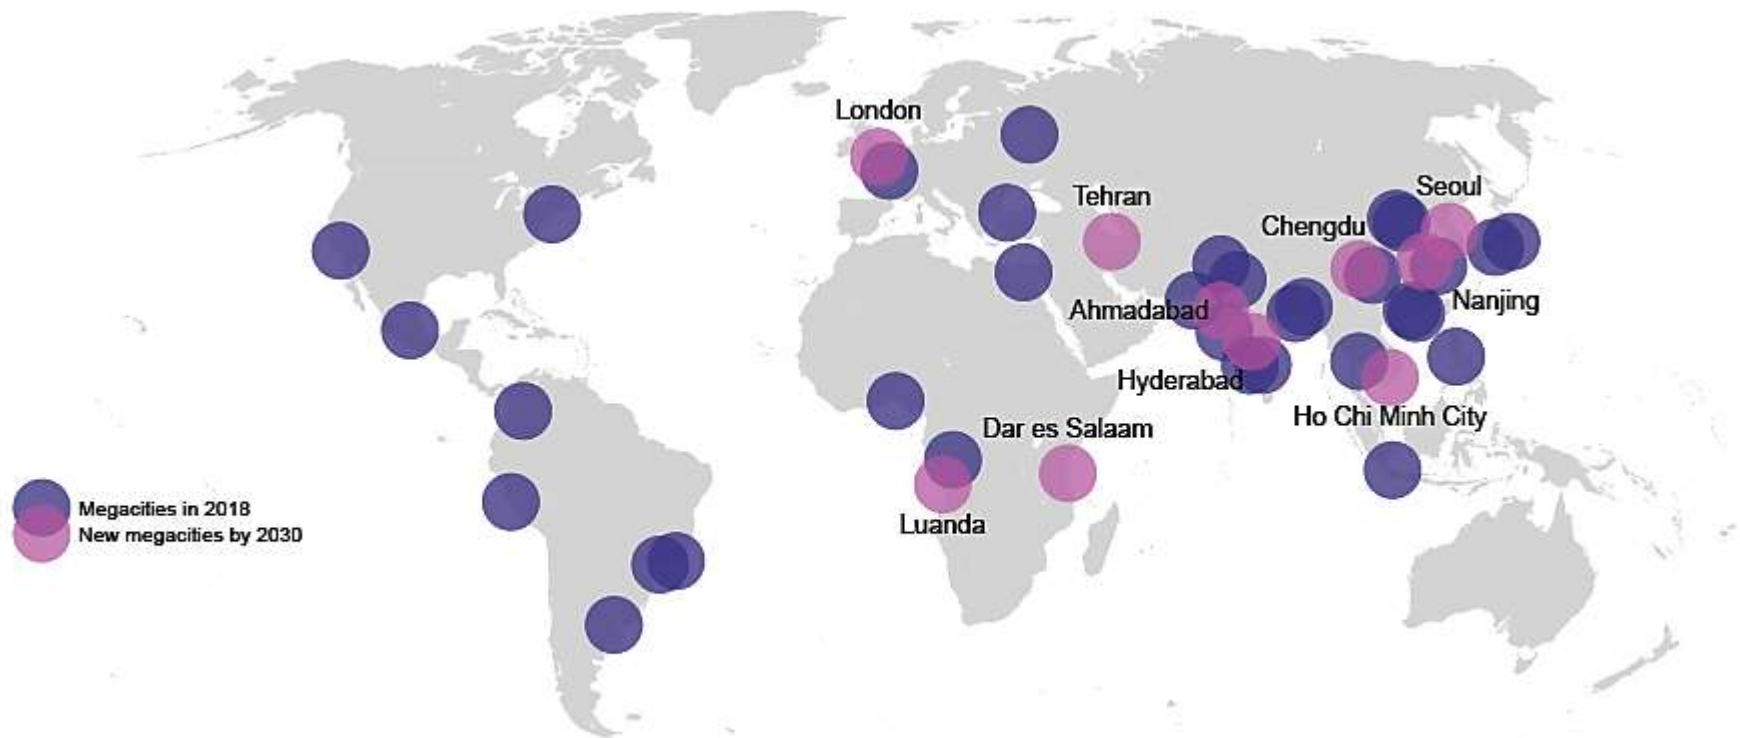 London
Seoul
Tehran
Chengdu
Ahmadabad
Nanjing
Hyderabad
Ho Chi Minh City
Dar es Salaam
Luanda
Megacities in 2018
New megacities by 2030